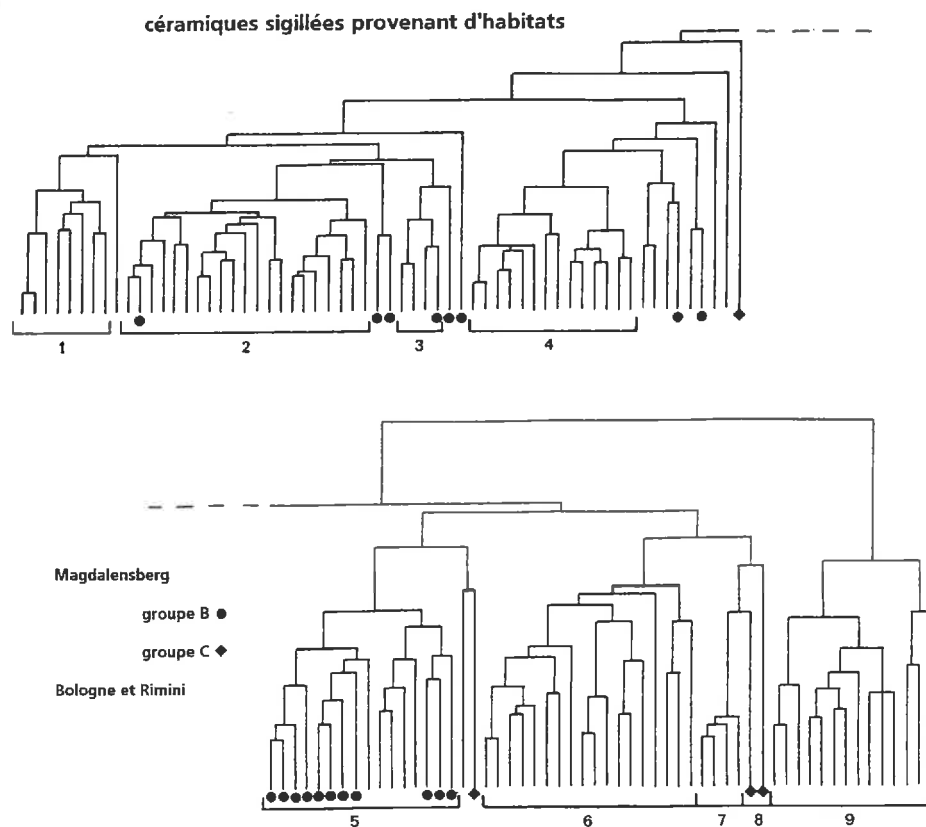 céramiques sigillées provenant d'habitats
1 2 3 4
Magdalensberg
groupe B ●
groupe C ◆
Bologne et Rimini
5 6 7 8 9